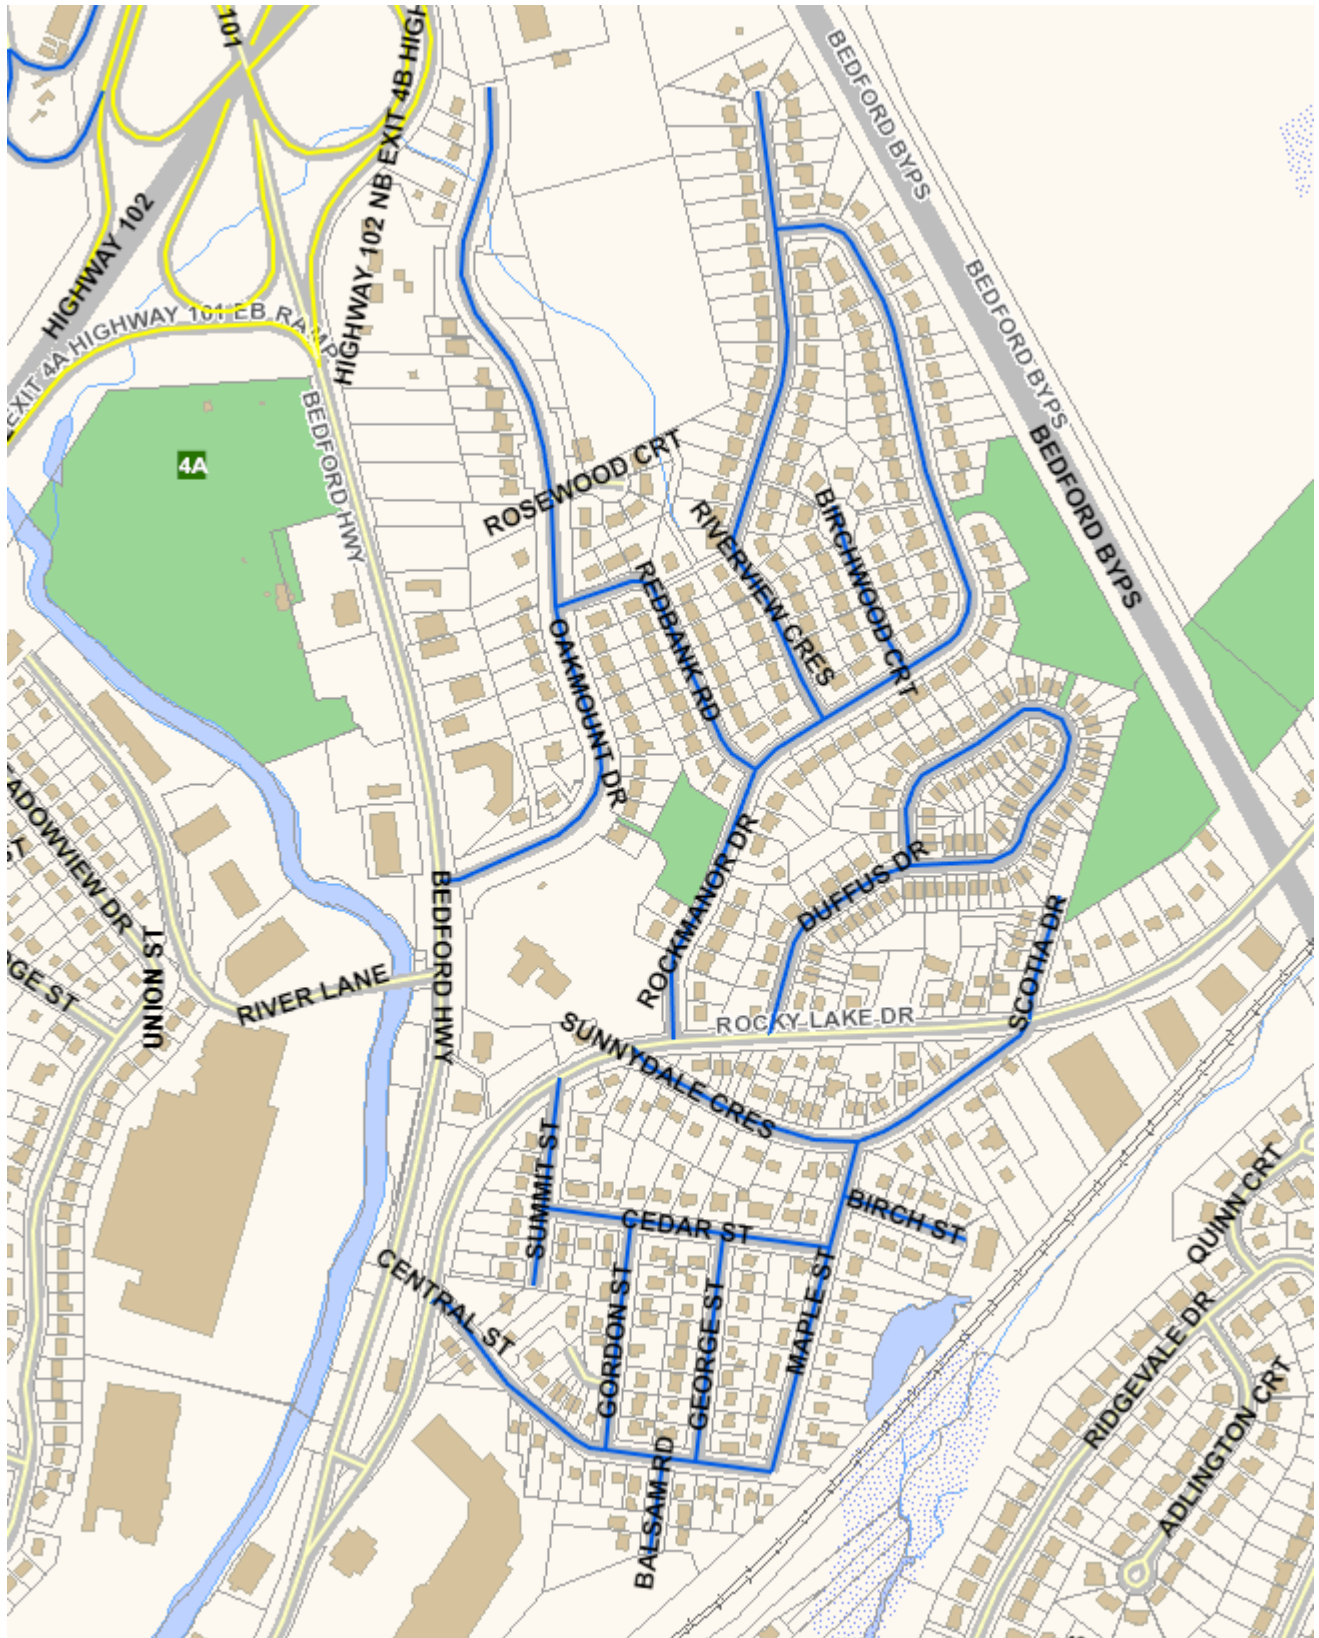 101
HIGHWAY 102 NB EXIT 4B HIGH
BEDFORD BYPS
HIGHWAY 102
EXIT 4A HIGHWAY 101 EB RAMP
BEDFORD BYPS
BEDFORD HWY
4A
ROSEWOOD CRT
BEDFORD BYPS
RIVERVIEW CRES
BIRCHWOOD CRT
REDBANK RD
OAKMOUNT DR
ADOWVIEW DR
ST
ROCKMANOR DR
DUFFUS DR
BEDFORD HWY
UNION ST
SCOTIA DR
GE ST
RIVER LANE
ROCKY LAKE DR
SUNNYDALE CRES
SUMMIT ST
CEDAR ST
BIRCH ST
QUINN CRT
CENTRAL ST
GORDON ST
GEORGE ST
MAPLE ST
RIDGEVALE DR
ADLINGTON CRT
BALSAM RD